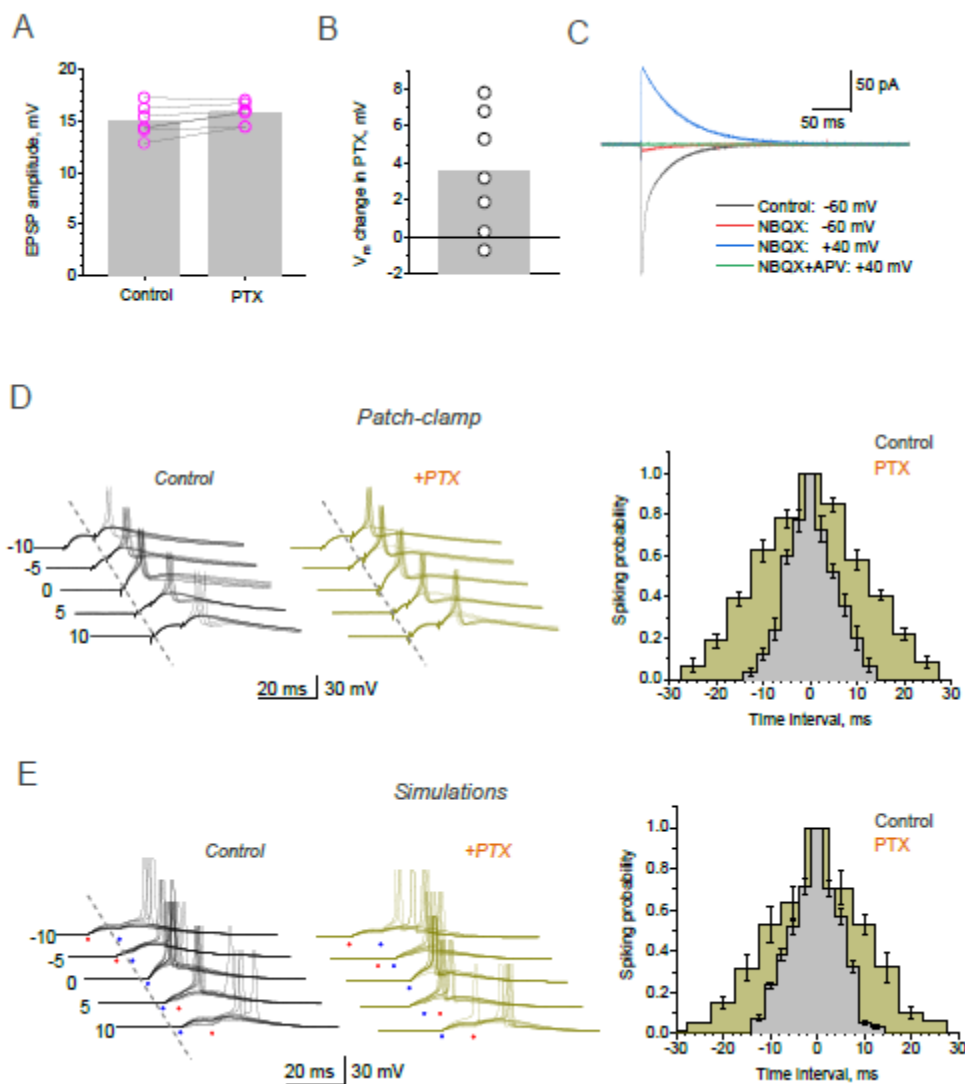 A
EPSP amplitude, mV
20
15
10
5
0
Control
PTX
B
Vm change in PTX, mV
8
6
4
2
0
-2
C
50 pA
50 ms
Control: -60 mV
NBQX: -60 mV
NBQX: +40 mV
NBQX+APV: +40 mV
D
Patch-clamp
Control
+PTX
-10
-5
0
5
10
20 ms
30 mV
Control
PTX
Spiking probability
1.0
0.8
0.6
0.4
0.2
0.0
-30
-20
-10
0
10
20
30
Time Interval, ms
E
Simulations
Control
+PTX
-10
-5
0
5
10
20 ms
30 mV
Control
PTX
Spiking probability
1.0
0.8
0.6
0.4
0.2
0.0
-30
-20
-10
0
10
20
30
Time Interval, ms